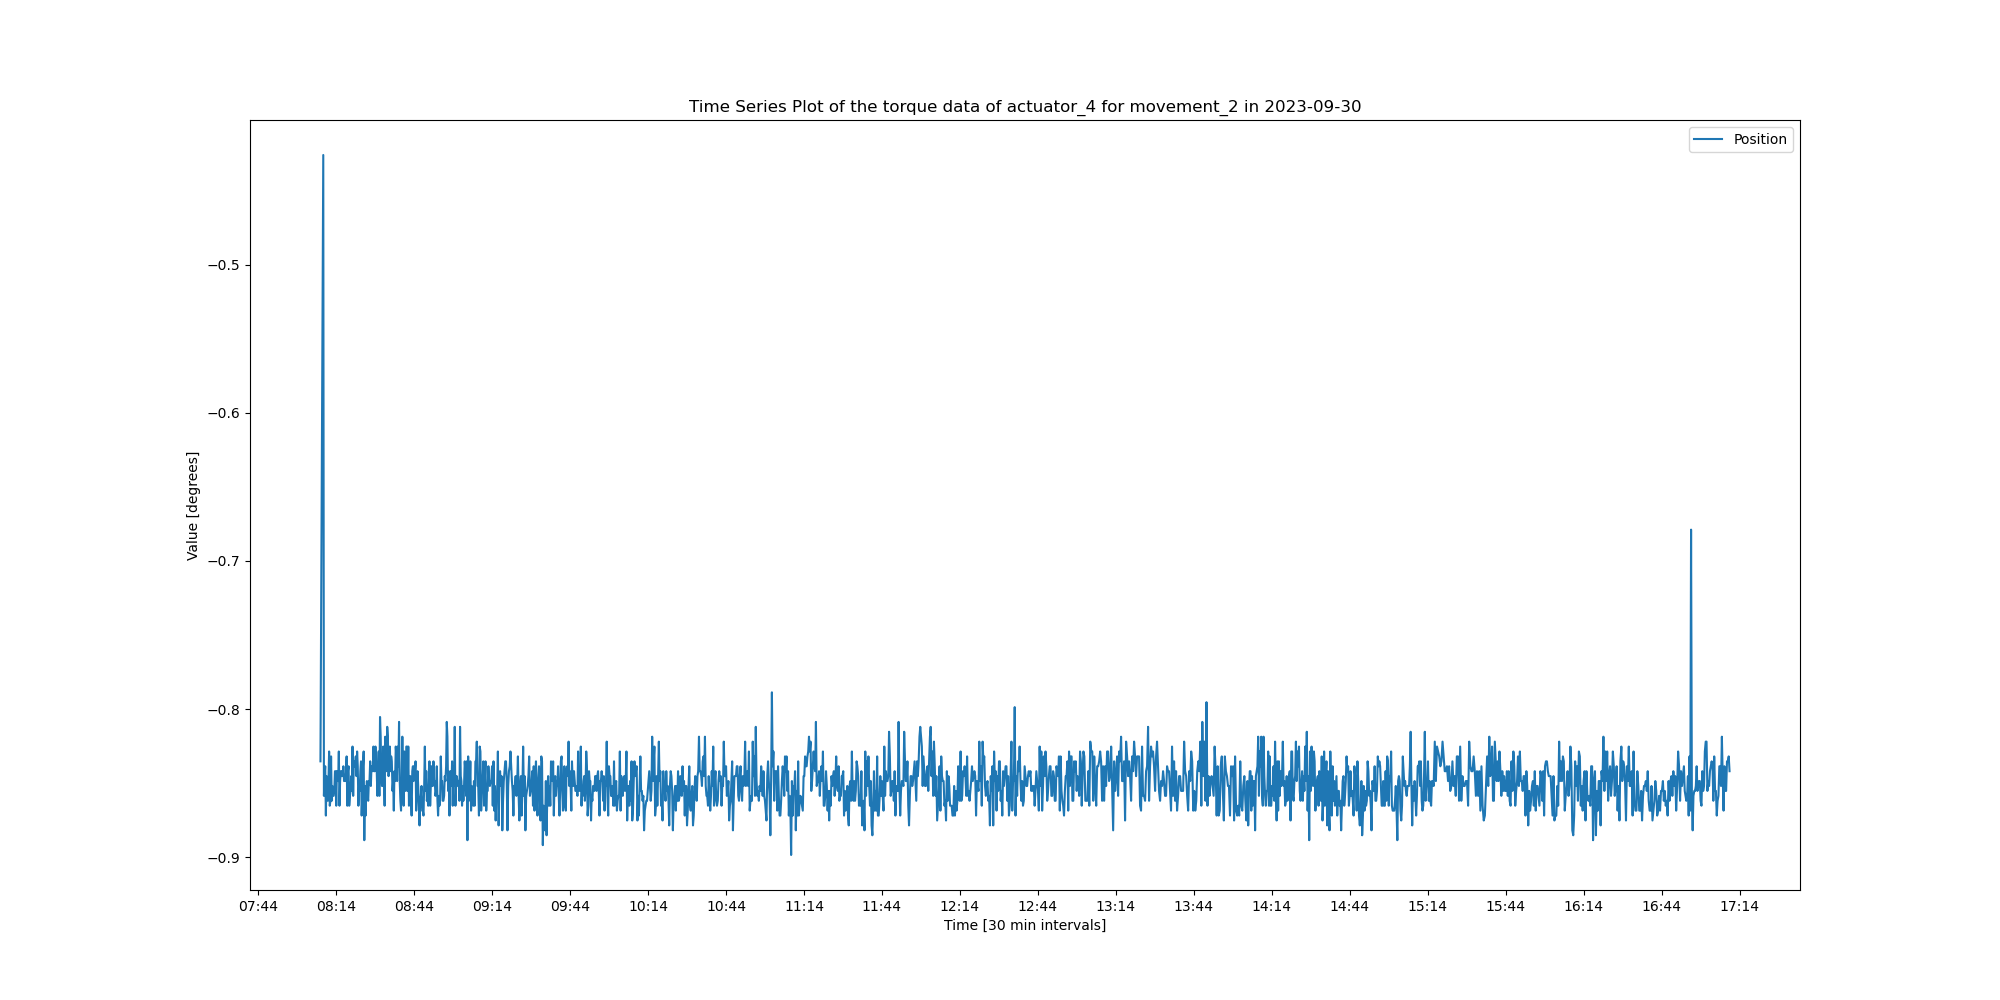 Time Series Plot of the torque data of actuator_4 for movement_2 in 2023-09-30
Position
−0.5
−0.6
−0.7
−0.8
−0.9
Value [degrees]
07:44 08:14 08:44 09:14 09:44 10:14 10:44 11:14 11:44 12:14 12:44 13:14 13:44 14:14 14:44 15:14 15:44 16:14 16:44 17:14
Time [30 min intervals]